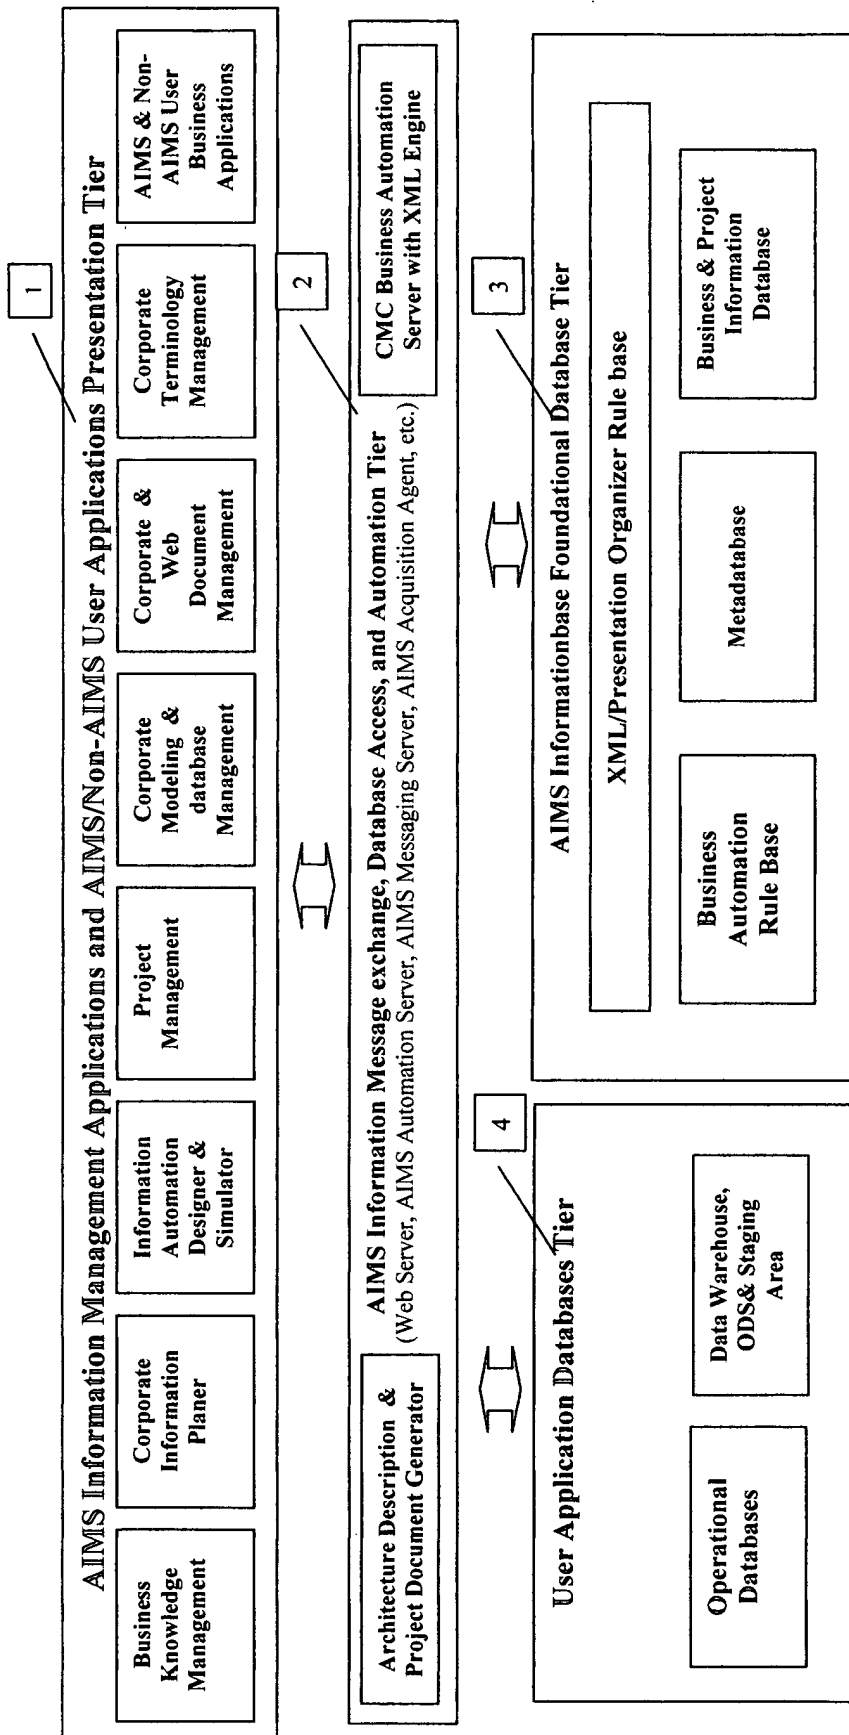 AIMS Information Management Applications and AIMS/Non-AIMS User Applications Presentation Tier
1
Business
Knowledge
Management
Corporate
Information
Planer
Information
Automation
Designer &
Simulator
Project
Management
Corporate
Modeling &
database
Management
Corporate &
Web
Document
Management
Corporate
Terminology
Management
AIMS & Non-
AIMS User
Business
Applications
2
Architecture Description &
Project Document Generator
AIMS Information Message exchange, Database Access, and Automation Tier
(Web Server, AIMS Automation Server, AIMS Messaging Server, AIMS Acquisition Agent, etc.)
CMC Business Automation
Server with XML Engine
4
User Application Databases Tier
Operational
Databases
Data Warehouse,
ODS& Staging
Area
3
AIMS Informationbase Foundational Database Tier
XML/Presentation Organizer Rule base
Business
Automation
Rule Base
Metadatabase
Business & Project
Information
Database